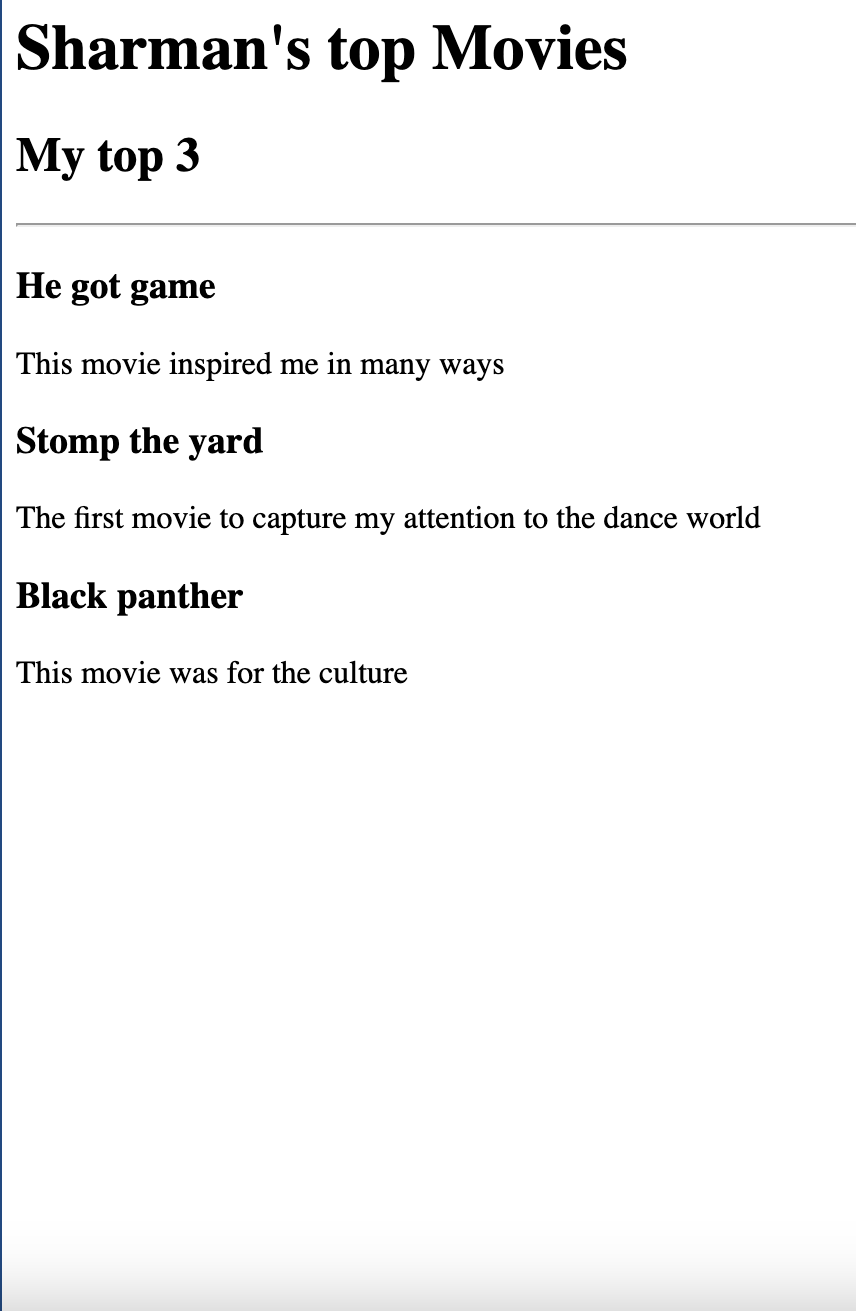 Sharman's top Movies
My top 3
He got game
This movie inspired me in many ways
Stomp the yard
The first movie to capture my attention to the dance world
Black panther
This movie was for the culture